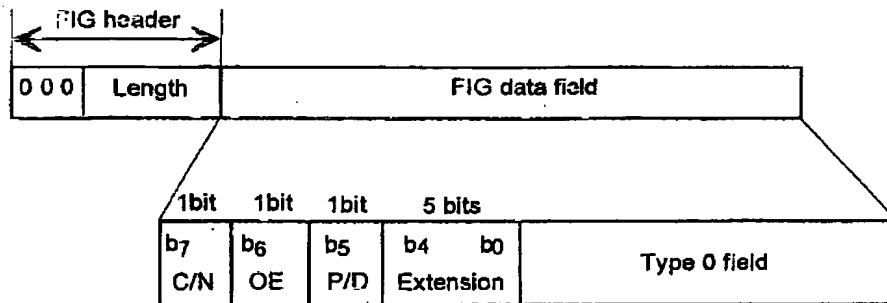 FIG header
0 0 0 Length FIG data field
1bit 1bit 1bit 5 bits
b7 b6 b5 b4 b0
C/N OE P/D Extension Type 0 field